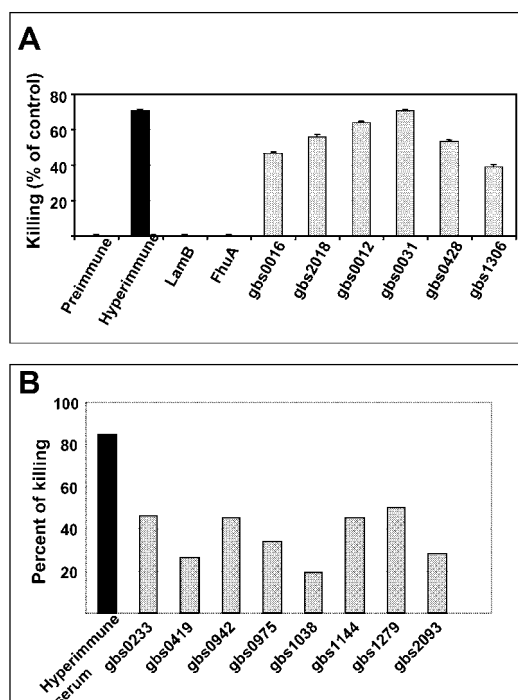 A
Killing (% of control)
80
60
40
20
Preimmune
Hyperimmune
LamB
FhuA
gbs0016
gbs2018
gbs0012
gbs0031
gbs0428
gbs1306
B
Percent of killing
100
80
60
40
20
Hyperimmune
serum
gbs0233
gbs0419
gbs0942
gbs0975
gbs1038
gbs1144
gbs1279
gbs2093